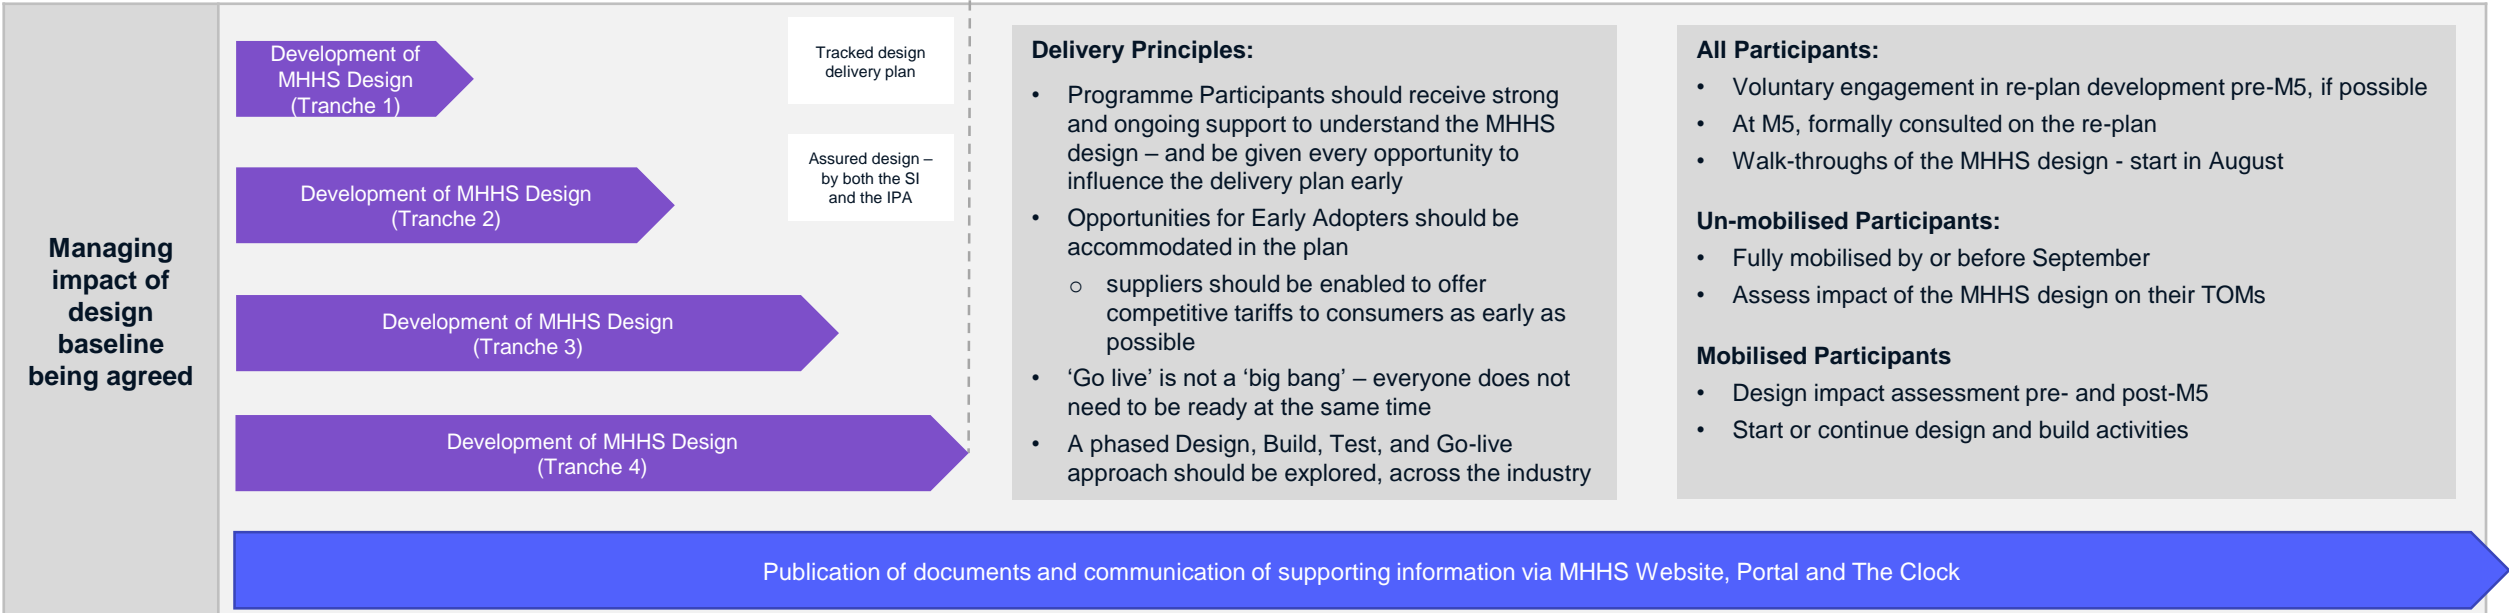 Managing
impact of
design
baseline
being agreed
Development of
MHHS Design
(Tranche 1)
Development of MHHS Design
(Tranche 2)
Development of MHHS Design
(Tranche 3)
Development of MHHS Design
(Tranche 4)
Tracked design
delivery plan
Assured design –
by both the SI
and the IPA
Delivery Principles:
• Programme Participants should receive strong
and ongoing support to understand the MHHS
design – and be given every opportunity to
influence the delivery plan early
• Opportunities for Early Adopters should be
accommodated in the plan
o suppliers should be enabled to offer
competitive tariffs to consumers as early as
possible
• ‘Go live’ is not a ‘big bang’ – everyone does not
need to be ready at the same time
• A phased Design, Build, Test, and Go-live
approach should be explored, across the industry
All Participants:
• Voluntary engagement in re-plan development pre-M5, if possible
• At M5, formally consulted on the re-plan
• Walk-throughs of the MHHS design - start in August
Un-mobilised Participants:
• Fully mobilised by or before September
• Assess impact of the MHHS design on their TOMs
Mobilised Participants
• Design impact assessment pre- and post-M5
• Start or continue design and build activities
Publication of documents and communication of supporting information via MHHS Website, Portal and The Clock